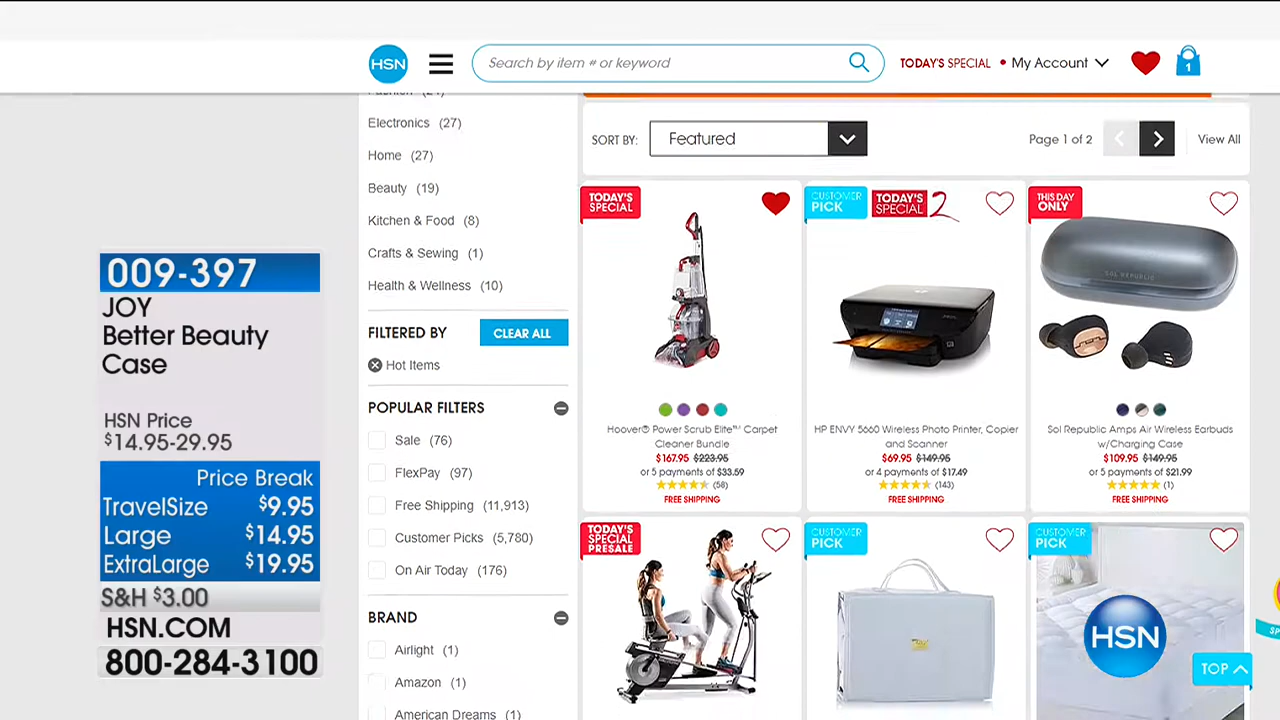 HSN
Search by item # or keyword
TODAY'S SPECIAL • My Account
1
Fashion
Electronics (27)
Home (27)
Beauty (19)
Kitchen & Food (8)
Crafts & Sewing (1)
Health & Wellness (10)
FILTERED BY
CLEAR ALL
Hot Items
POPULAR FILTERS
Sale (76)
FlexPay (97)
Free Shipping (11,913)
Customer Picks (5,780)
On Air Today (176)
BRAND
Airlight (1)
Amazon (1)
American Dreams (1)
SORT BY:
Featured
Page 1 of 2
View All
TODAY'S
SPECIAL
Hoover® Power Scrub Elite™ Carpet
Cleaner Bundle
$167.95 $223.95
or 5 payments of $33.59
(58)
FREE SHIPPING
CUSTOMER
PICK
TODAY'S
SPECIAL 2
HP ENVY 5660 Wireless Photo Printer, Copier
and Scanner
$69.95 $149.95
or 4 payments of $17.49
(143)
FREE SHIPPING
THIS DAY
ONLY
SOL REPUBLIC
Sol Republic Amps Air Wireless Earbuds
w/Charging Case
$109.95 $149.95
or 5 payments of $21.99
(1)
FREE SHIPPING
TODAY'S
SPECIAL
PRESALE
CUSTOMER
PICK
CUSTOMER
PICK
HSN
TOP
009-397
JOY
Better Beauty
Case
HSN Price
$14.95-29.95
Price Break
TravelSize $9.95
Large $14.95
ExtraLarge $19.95
S&H $3.00
HSN.COM
800-284-3100